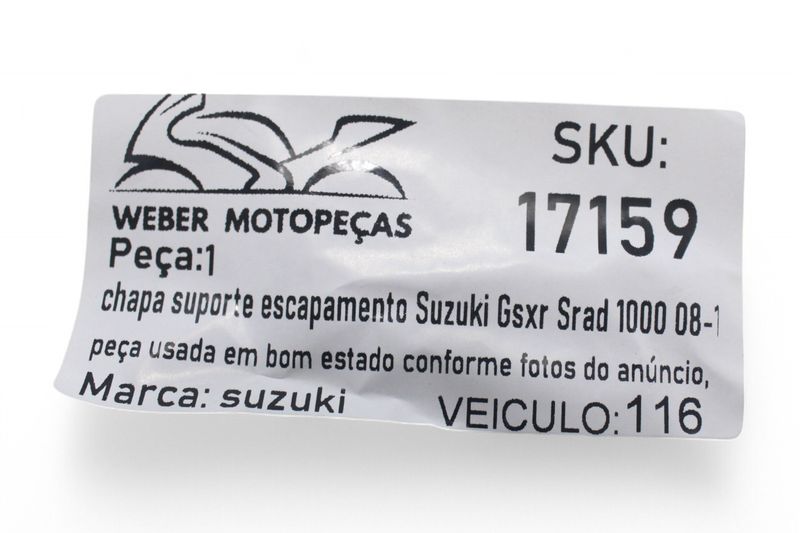 WEBER MOTOPEÇAS
SKU:
17159
Peça:1
chapa suporte escapamento Suzuki Gsxr Srad 1000 08-1
peça usada em bom estado conforme fotos do anúncio,
Marca: suzuki
VEICULO:116